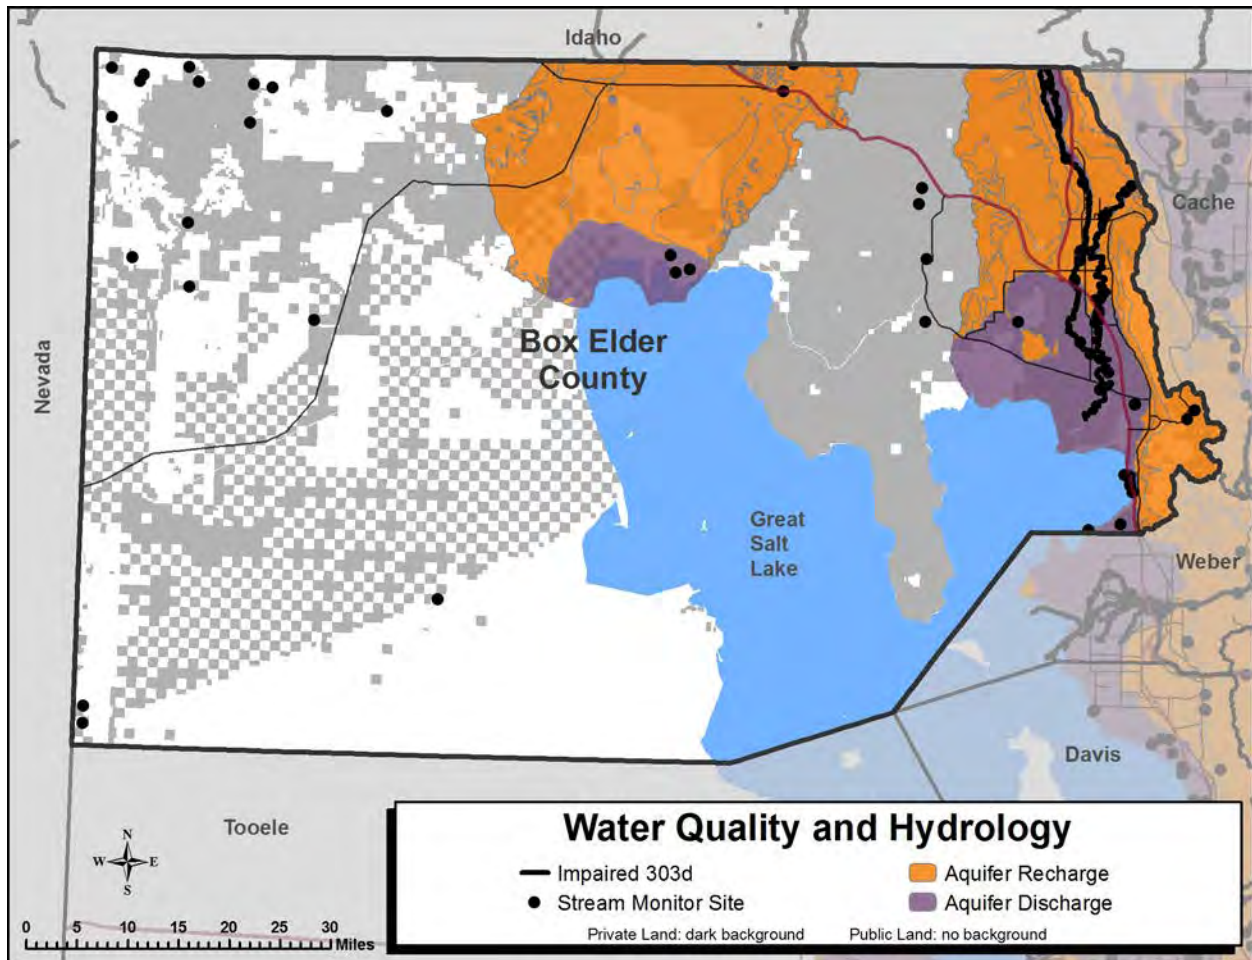 Idaho
Cache
Nevada
Box Elder
County
Great
Salt
Lake
Weber
Davis
Tooele
N
W
E
S
0 5 10 15 20 25 30
Miles
Water Quality and Hydrology
Impaired 303d
Aquifer Recharge
Stream Monitor Site
Aquifer Discharge
Private Land: dark background Public Land: no background